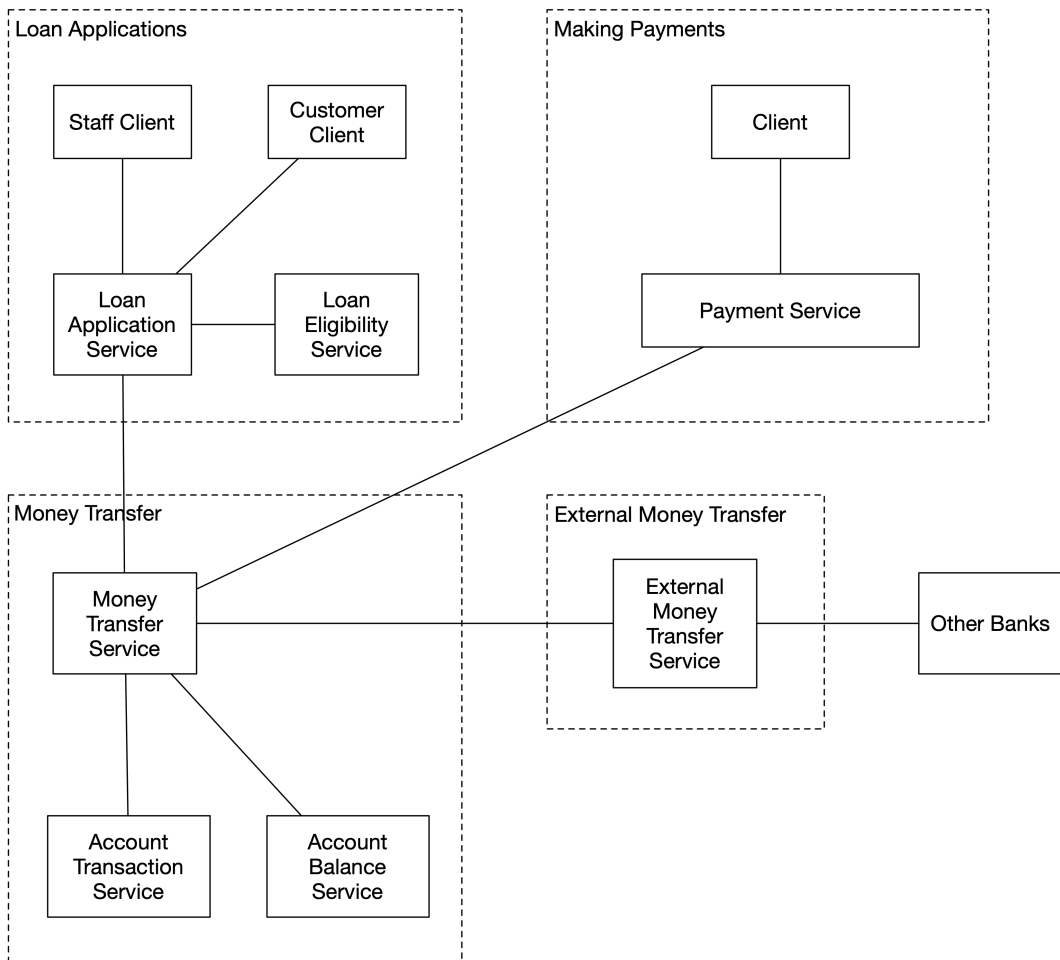 Loan Applications
Making Payments
Staff Client
Customer
Client
Client
Loan
Application
Service
Loan
Eligibility
Service
Payment Service
Money Transfer
External Money Transfer
Money
Transfer
Service
External
Money
Transfer
Service
Other Banks
Account
Transaction
Service
Account
Balance
Service